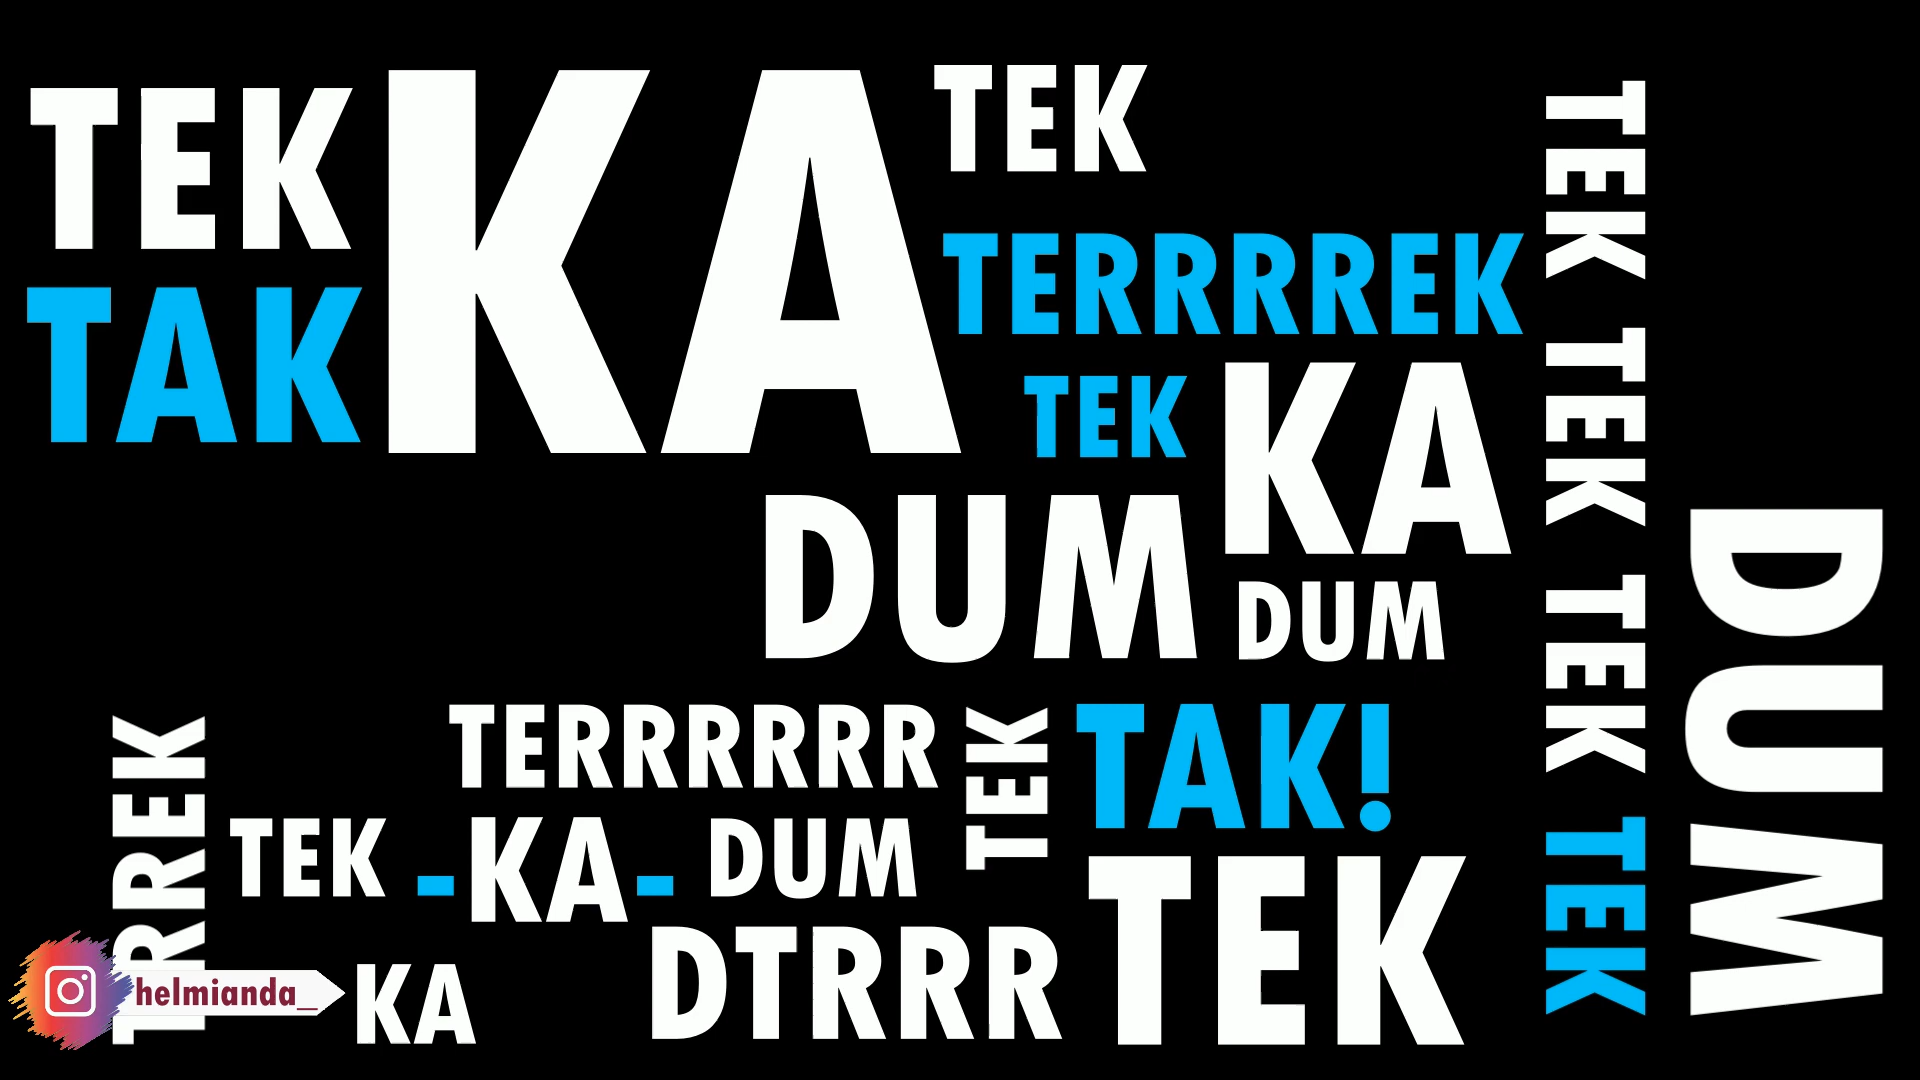 TEK
TAK
KA
TEK
TERRRREK
TEK
KA
DUM
DUM
TEK TEK TEK TEK
DUM
TERRRRRR
TEK
TAK!
TEK -KA- DUM
DTRRR
TEK
KA
helmianda_